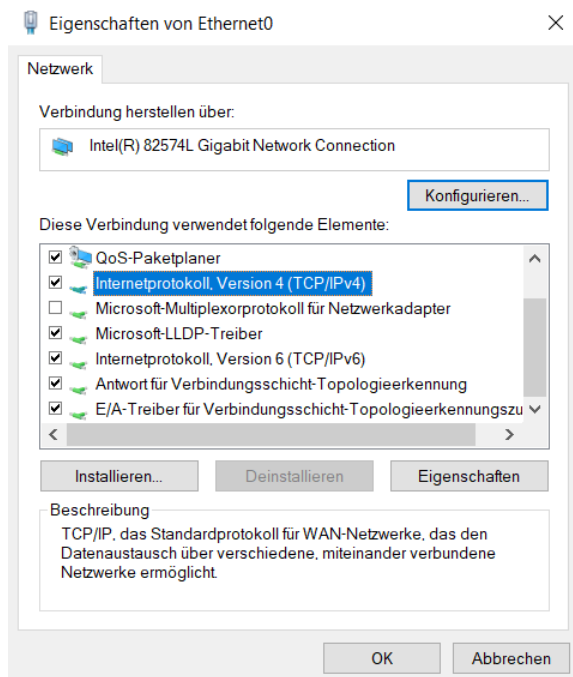 Eigenschaften von Ethernet0
Netzwerk
Verbindung herstellen über:
Intel(R) 82574L Gigabit Network Connection
Konfigurieren...
Diese Verbindung verwendet folgende Elemente:
QoS-Paketplaner
Internetprotokoll, Version 4 (TCP/IPv4)
Microsoft-Multiplexorprotokoll für Netzwerkadapter
Microsoft-LLDP-Treiber
Internetprotokoll, Version 6 (TCP/IPv6)
Antwort für Verbindungsschicht-Topologieerkennung
E/A-Treiber für Verbindungsschicht-Topologieerkennungszu
Installieren...
Deinstallieren
Eigenschaften
Beschreibung
TCP/IP, das Standardprotokoll für WAN-Netzwerke, das den
Datenaustausch über verschiedene, miteinander verbundene
Netzwerke ermöglicht.
OK
Abbrechen